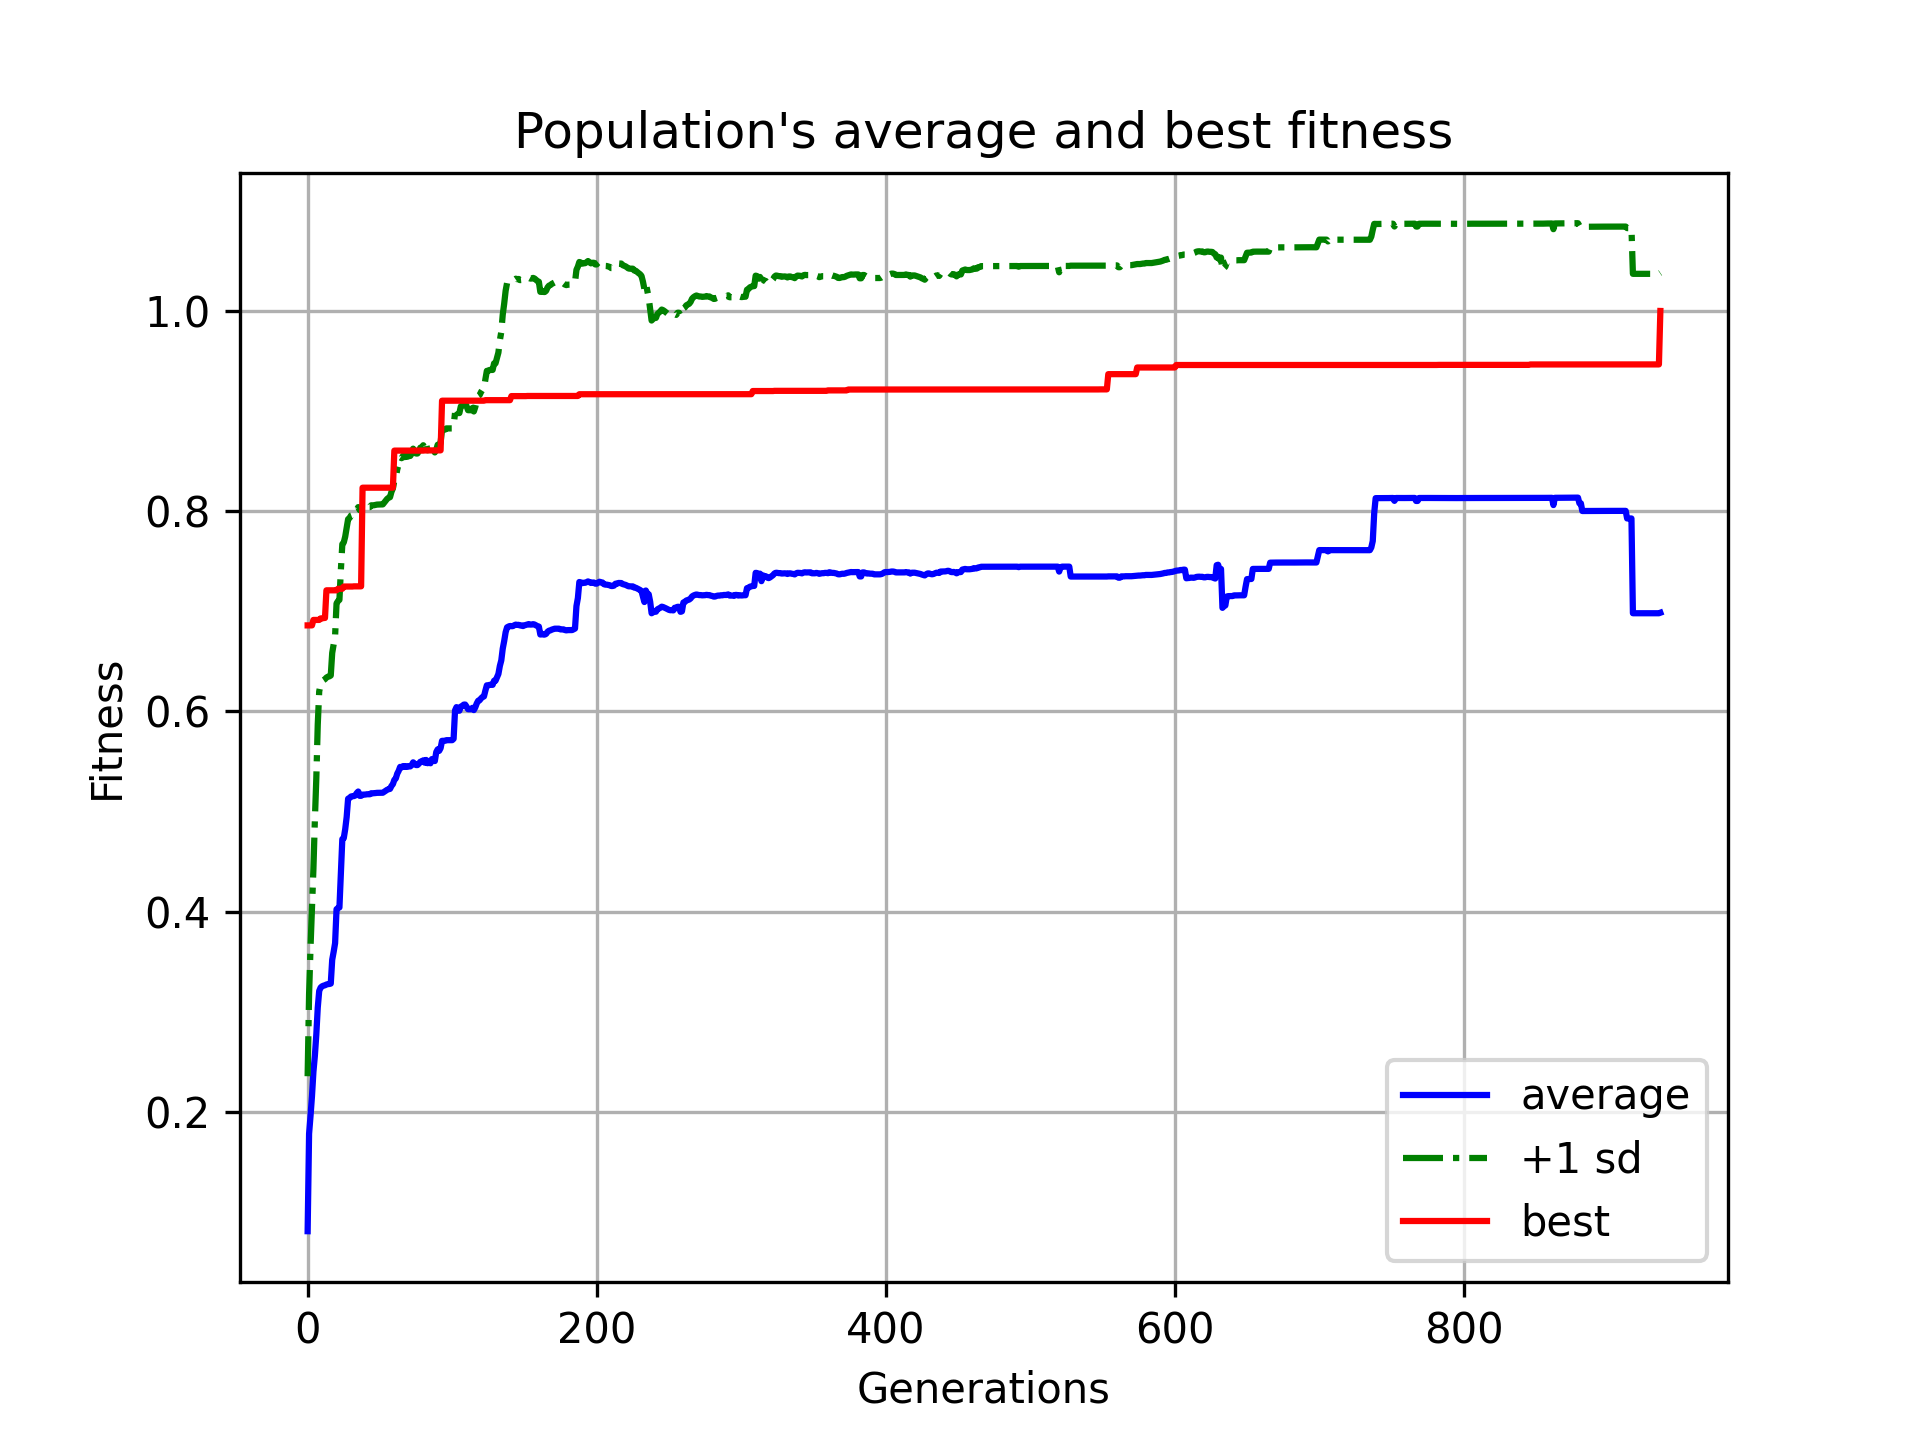 Population's average and best fitness
1.0
0.8
0.6
0.4
0.2
Fitness
0 200 400 600 800
Generations
average
+1 sd
best